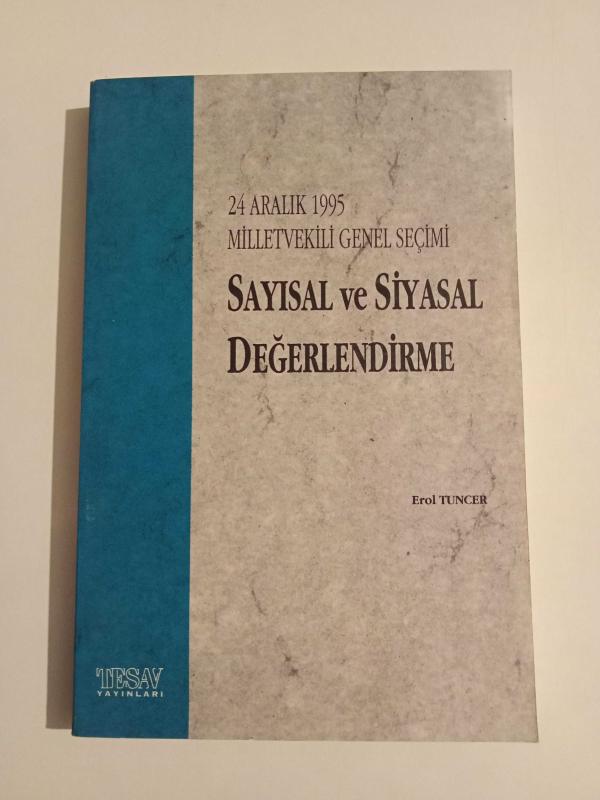 24 ARALIK 1995
MİLLETVEKİLİ GENEL SEÇİMİ
SAYISAL ve SİYASAL
DEĞERLENDİRME
Erol TUNCER
TESAV
YAYINLARI